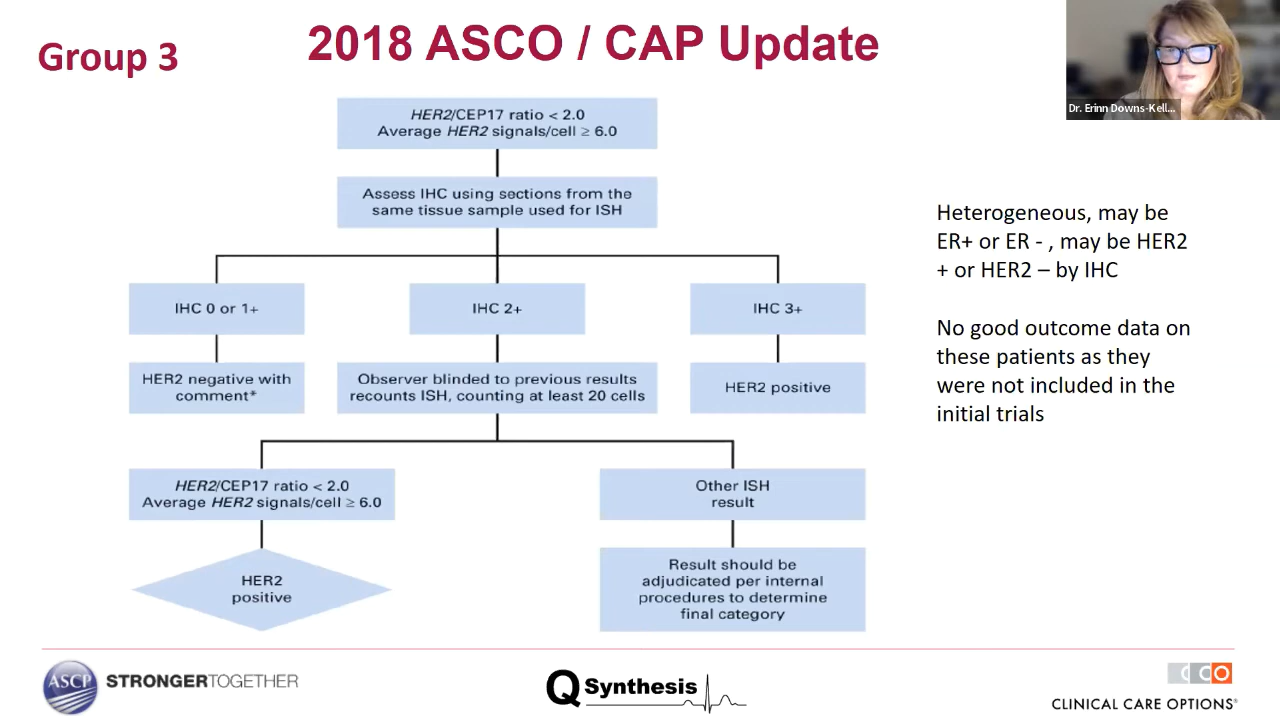 Group 3
2018 ASCO / CAP Update
Dr. Erinn Downs-Kell...
HER2/CEP17 ratio < 2.0
Average HER2 signals/cell ≥ 6.0
Assess IHC using sections from the
same tissue sample used for ISH
IHC 0 or 1+
IHC 2+
IHC 3+
HER2 negative with
comment*
Observer blinded to previous results
recounts ISH, counting at least 20 cells
HER2 positive
HER2/CEP17 ratio < 2.0
Average HER2 signals/cell ≥ 6.0
Other ISH
result
HER2
positive
Result should be
adjudicated per internal
procedures to determine
final category
Heterogeneous, may be
ER+ or ER - , may be HER2
+ or HER2 – by IHC
No good outcome data on
these patients as they
were not included in the
initial trials
ASCP
STRONGERTOGETHER
Q Synthesis
CCO
CLINICAL CARE OPTIONS®